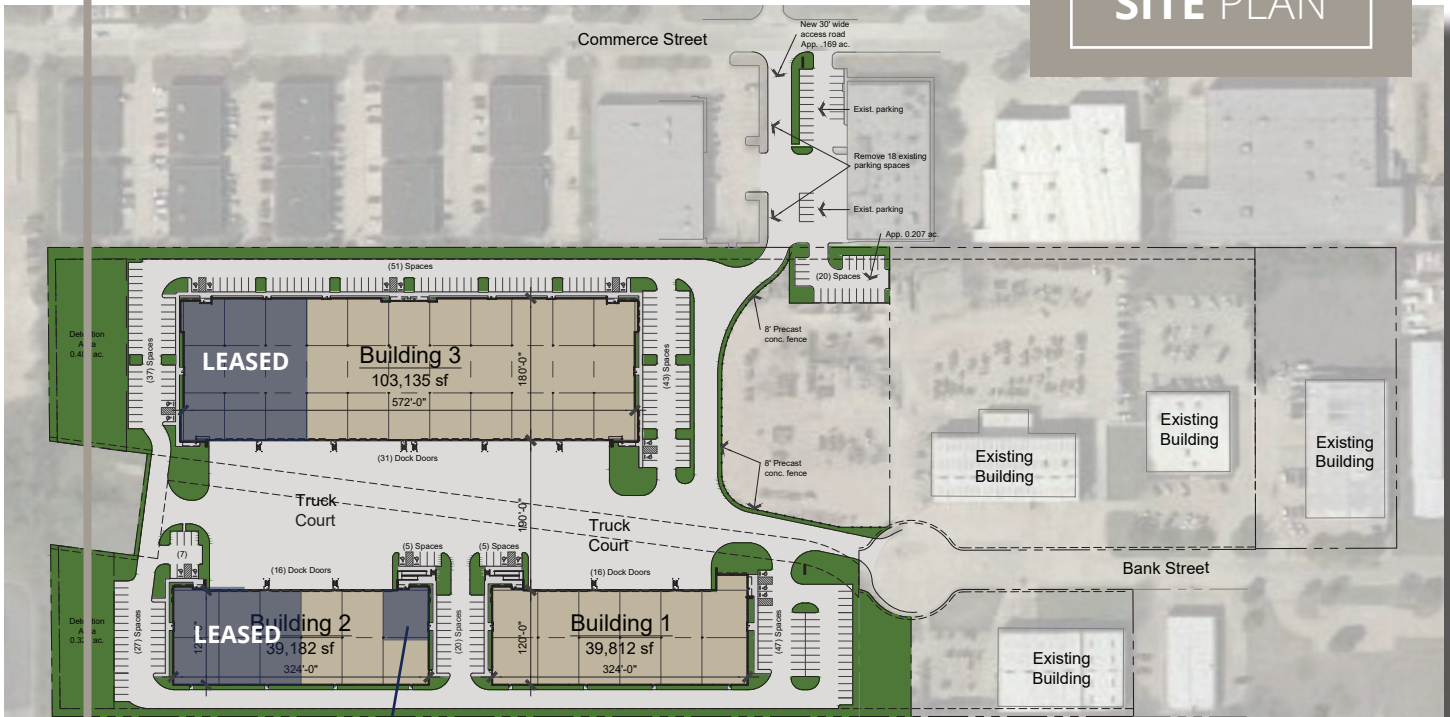 SITE PLAN
Commerce Street
New 30' wide
access road
App. .169 ac.
Exist. parking
Remove 18 existing
parking spaces
Exist. parking
App. 0.207 ac.
(20) Spaces
(51) Spaces
Area
(37) Spaces
LEASED
Building 3
103,135 sf
572'-0"
180'-0"
(43) Spaces
8' Precast
conc. fence
(31) Dock Doors
8' Precast
conc. fence
Existing
Building
Existing
Building
Existing
Building
Truck
Court
190'-0"
Truck
Court
(7)
(5) Spaces
(5) Spaces
(16) Dock Doors
(16) Dock Doors
Bank Street
(27) Spaces
LEASED
Building 2
39,182 sf
324'-0"
(20) Spaces
120'-0"
Building 1
39,812 sf
324'-0"
(47) Spaces
Existing
Building